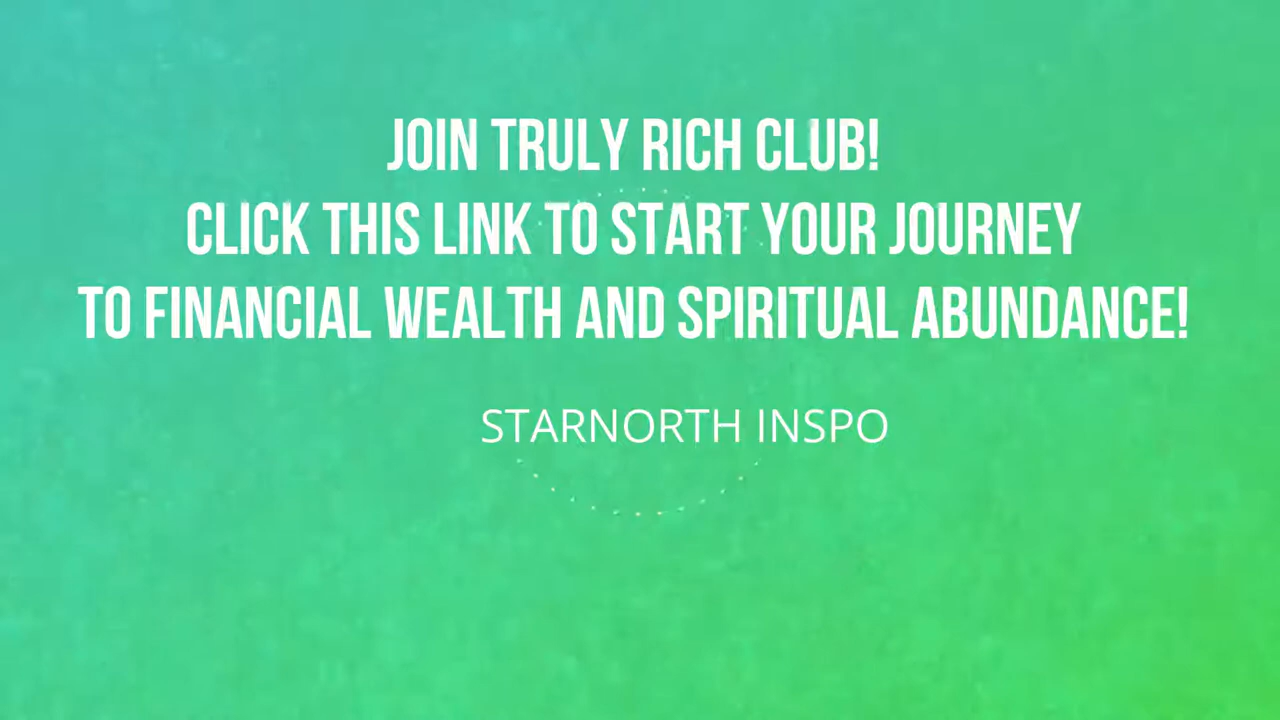 JOIN TRULY RICH CLUB!
CLICK THIS LINK TO START YOUR JOURNEY
TO FINANCIAL WEALTH AND SPIRITUAL ABUNDANCE!
STARNORTH INSPO